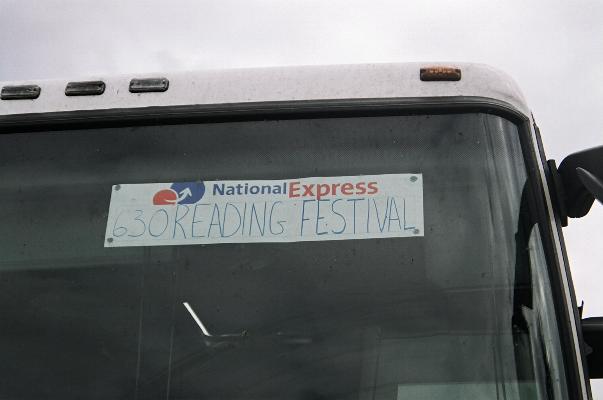 National Express
630 READING FESTIVAL